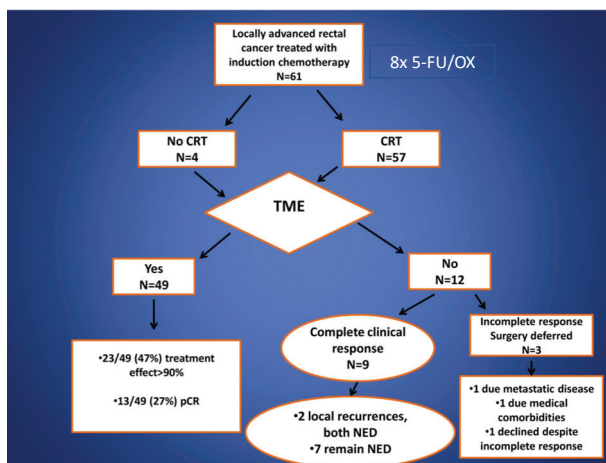 Locally advanced rectal
cancer treated with
induction chemotherapy
N=61
8x 5-FU/OX
No CRT
N=4
CRT
N=57
TME
Yes
N=49
No
N=12
Complete clinical
response
N=9
Incomplete response
Surgery deferred
N=3
•23/49 (47%) treatment
effect>90%
•13/49 (27%) pCR
•2 local recurrences,
both NED
•7 remain NED
•1 due metastatic disease
•1 due medical
comorbidities
•1 declined despite
incomplete response